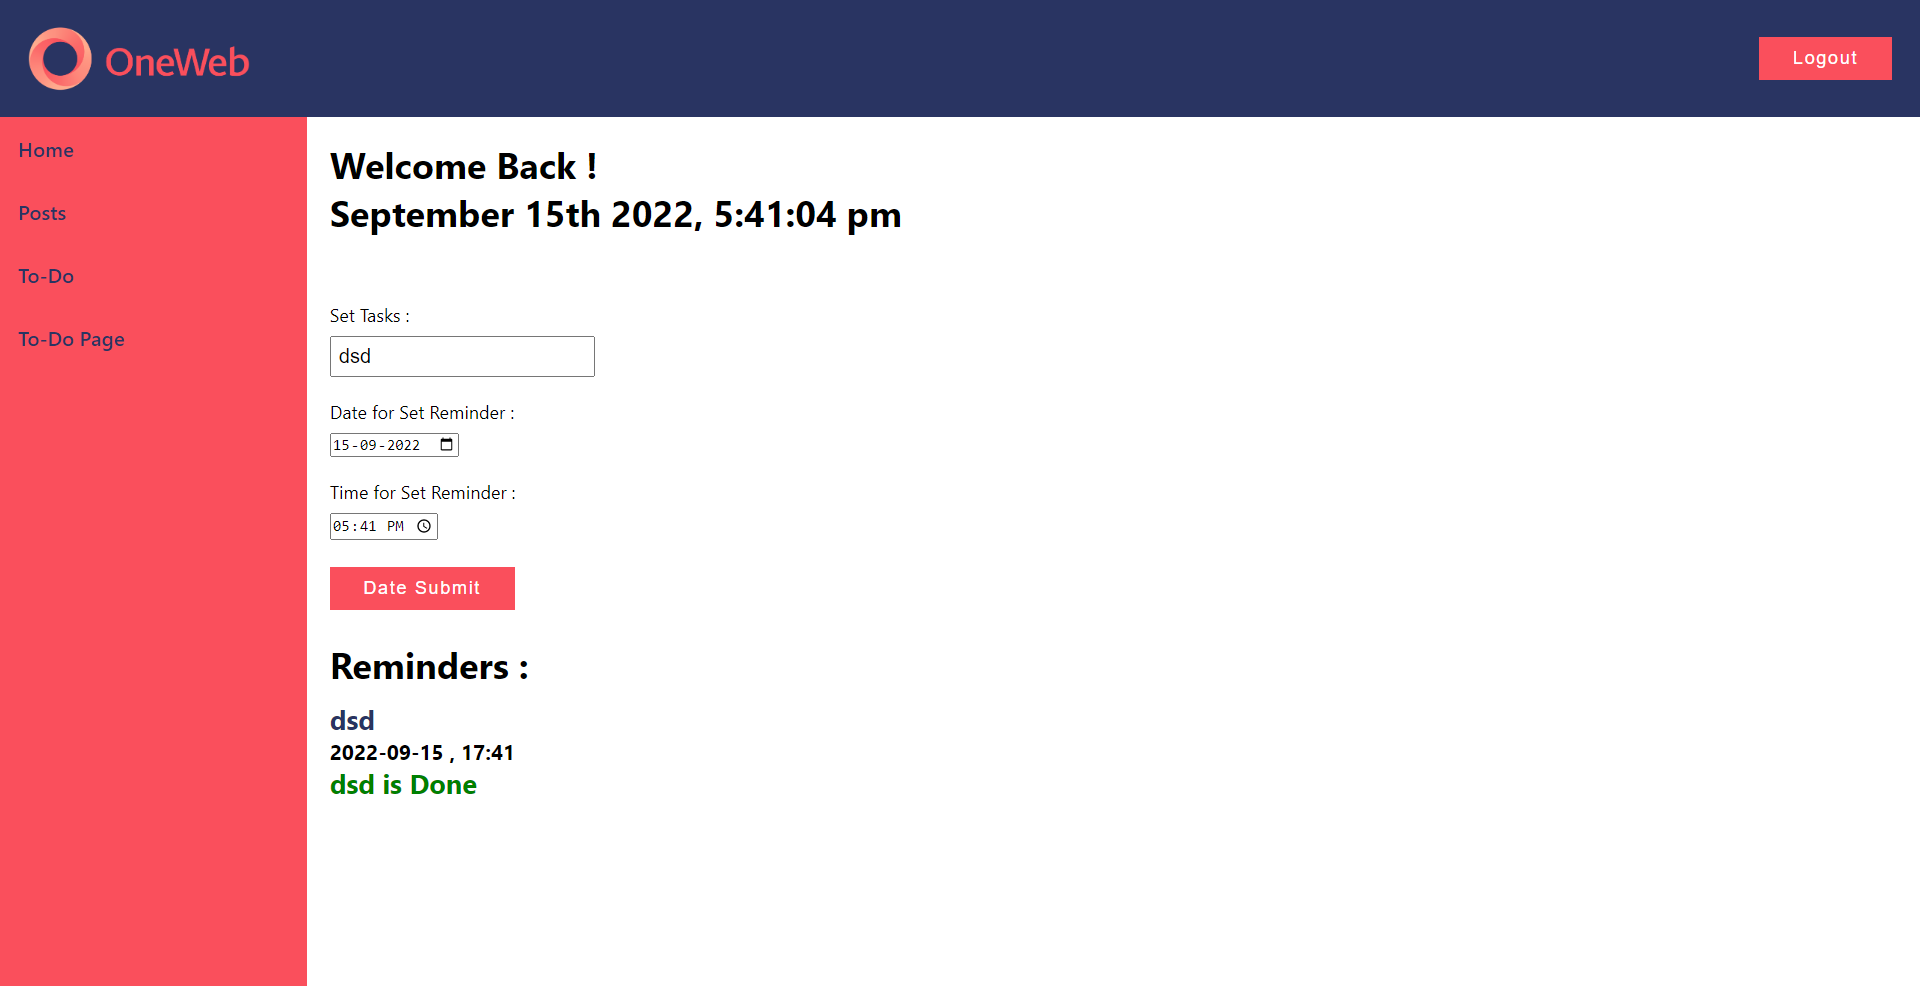 OneWeb
Logout
Home
Posts
To-Do
To-Do Page
Welcome Back !
September 15th 2022, 5:41:04 pm
Set Tasks :
dsd
Date for Set Reminder :
15-09-2022
Time for Set Reminder :
05:41 PM
Date Submit
Reminders :
dsd
2022-09-15 , 17:41
dsd is Done